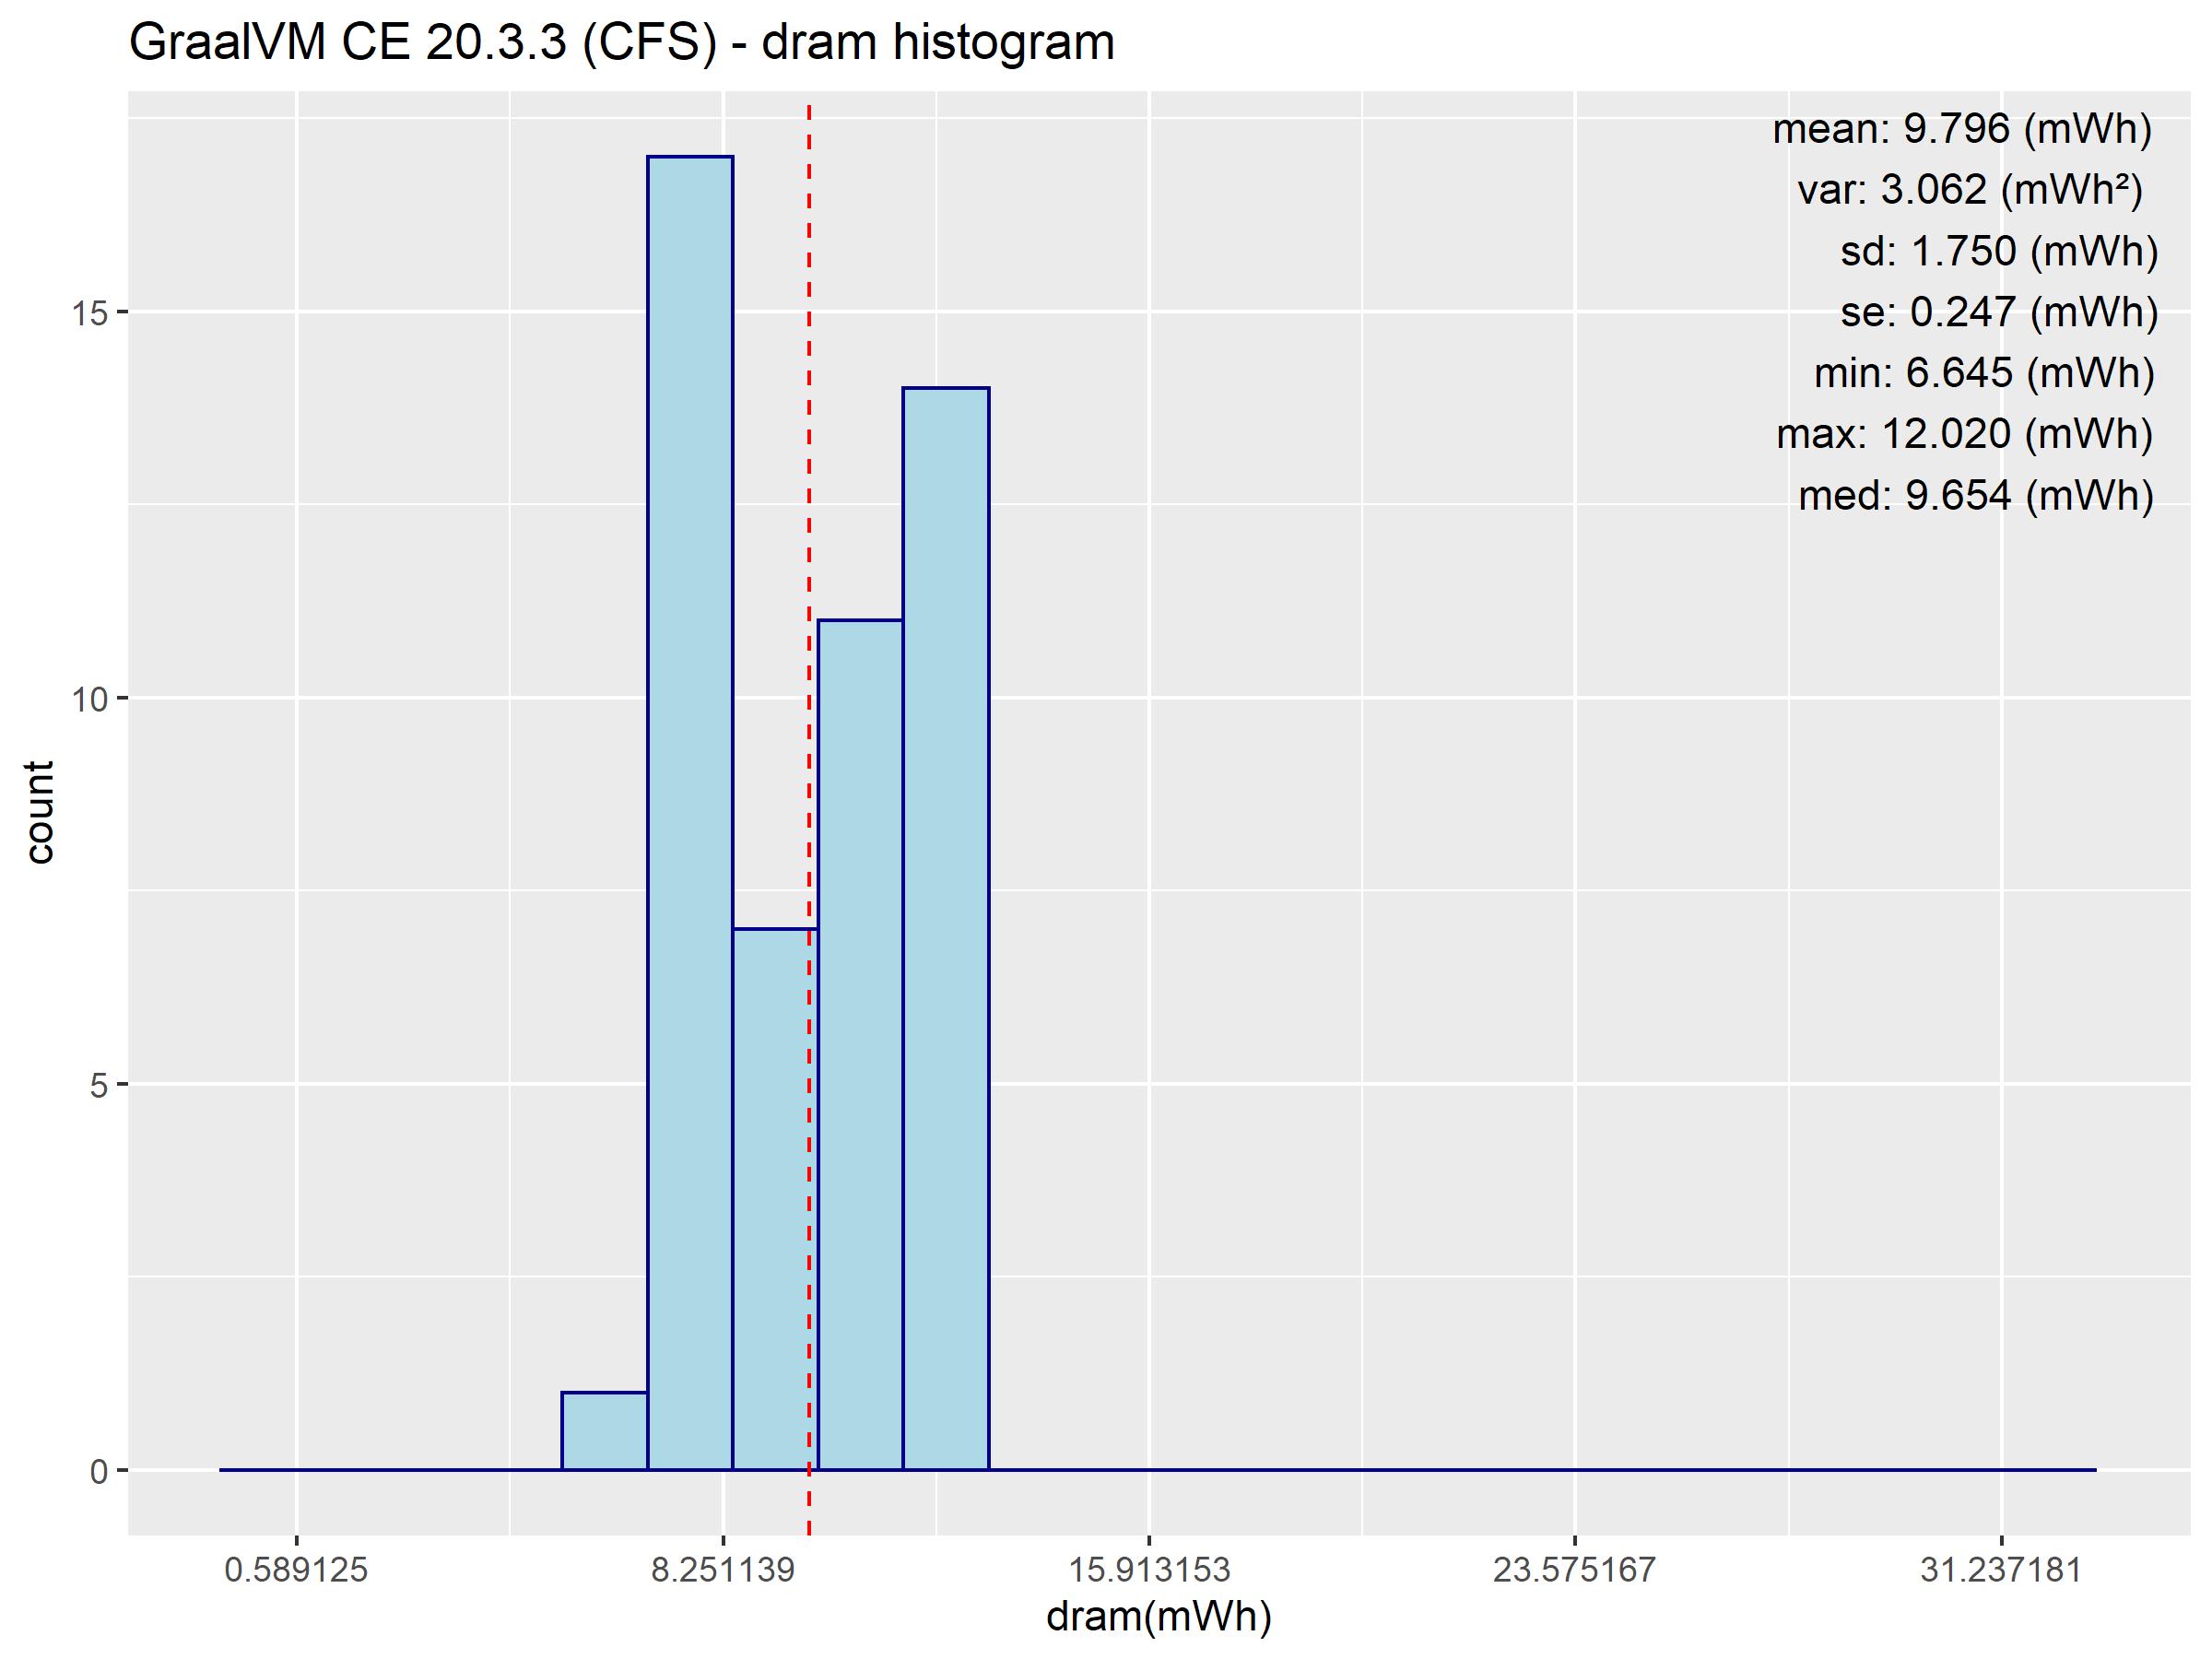 GraalVM CE 20.3.3 (CFS) - dram histogram
mean: 9.796 (mWh)
var: 3.062 (mWh²)
sd: 1.750 (mWh)
se: 0.247 (mWh)
min: 6.645 (mWh)
max: 12.020 (mWh)
med: 9.654 (mWh)
15
10
5
0
count
0.589125 8.251139 15.913153 23.575167 31.237181
dram(mWh)